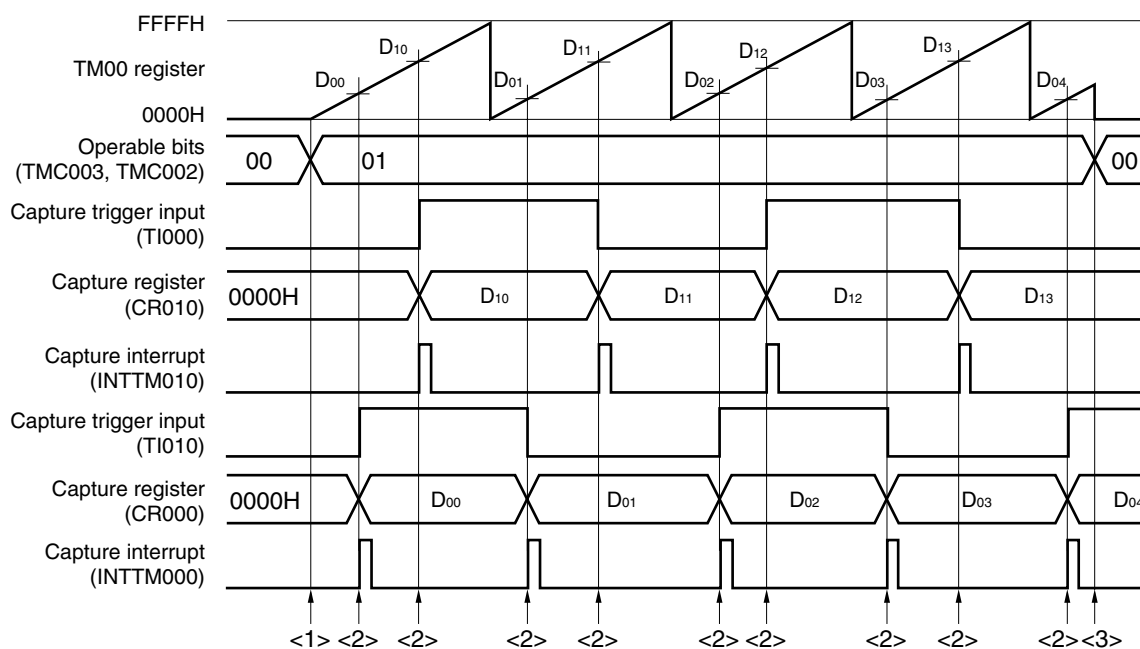 FFFFH
TM00 register
0000H
D00 D10 D01 D11 D02 D12 D03 D13 D04
Operable bits
(TMC003, TMC002)
00 01 00
Capture trigger input
(TI000)
Capture register
(CR010)
0000H D10 D11 D12 D13
Capture interrupt
(INTTM010)
Capture trigger input
(TI010)
Capture register
(CR000)
0000H D00 D01 D02 D03 D04
Capture interrupt
(INTTM000)
<1> <2> <2> <2> <2> <2> <2> <2> <2> <2> <3>